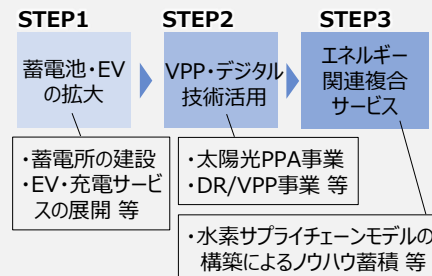 STEP1
STEP2
STEP3
蓄電池・EV
の拡大
VPP・デジタル
技術活用
エネルギー
関連複合
サービス
・蓄電所の建設
・EV・充電サービ
スの展開 等
・太陽光PPA事業
・DR/VPP事業 等
・水素サプライチェーンモデルの
構築によるノウハウ蓄積 等